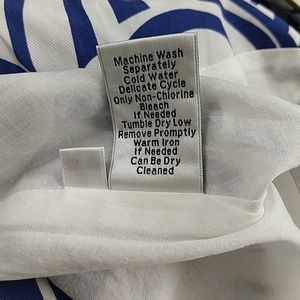 Machine Wash
Separately
Cold Water
Delicate Cycle
Only Non-Chlorine
Bleach
If Needed
Tumble Dry Low
Remove Promptly
Warm Iron
If Needed
Can Be Dry
Cleaned